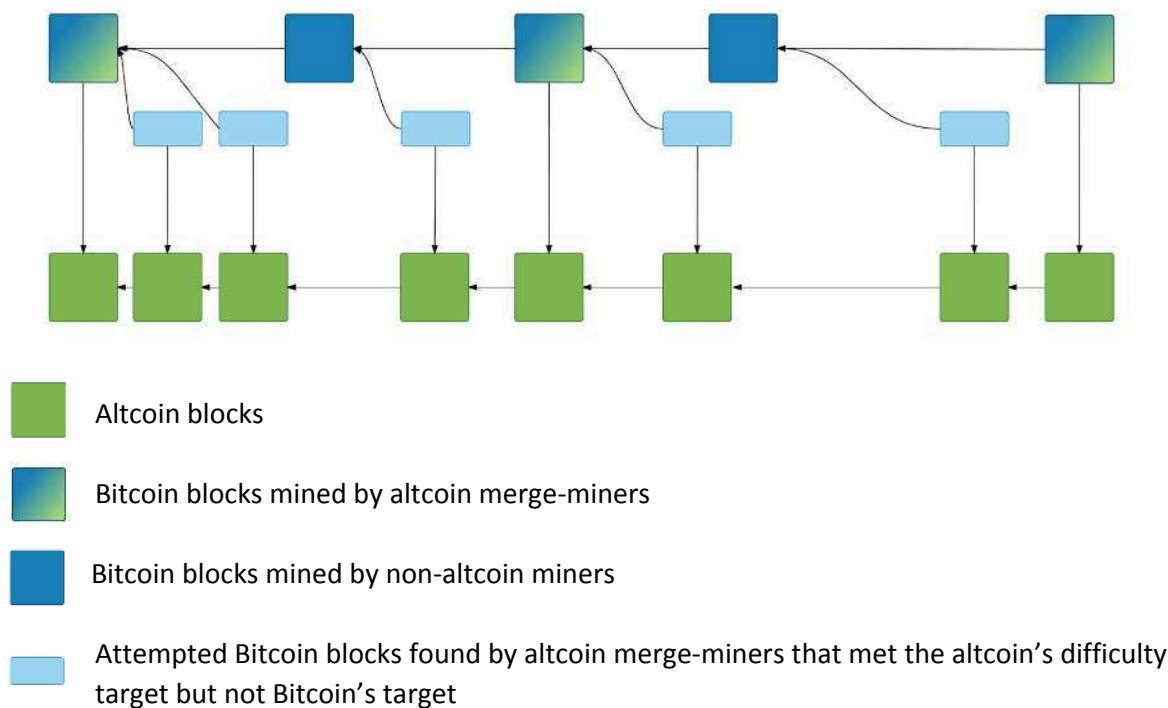 Altcoin blocks
Bitcoin blocks mined by altcoin merge-miners
Bitcoin blocks mined by non-altcoin miners
Attempted Bitcoin blocks found by altcoin merge-miners that met the altcoin’s difficulty
target but not Bitcoin’s target